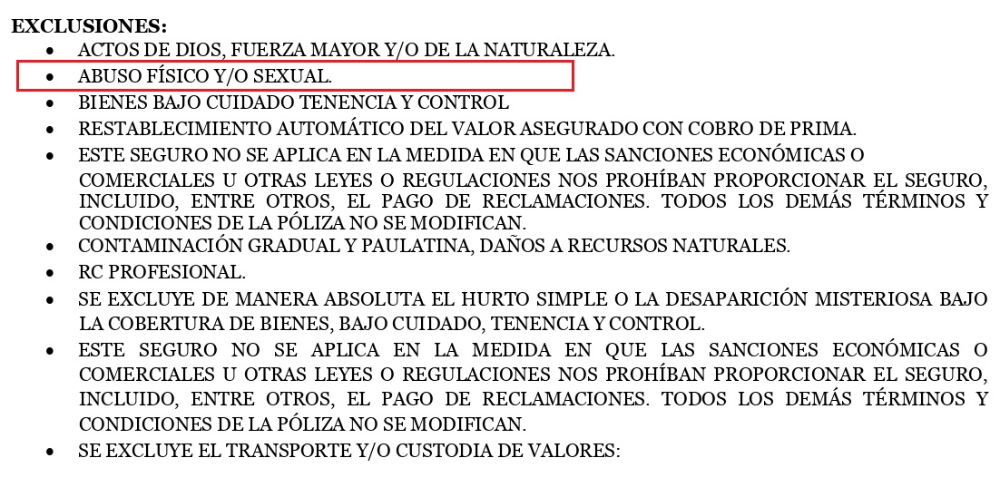 EXCLUSIONES:
• ACTOS DE DIOS, FUERZA MAYOR Y/O DE LA NATURALEZA.
• ABUSO FÍSICO Y/O SEXUAL.
• BIENES BAJO CUIDADO TENENCIA Y CONTROL
• RESTABLECIMIENTO AUTOMÁTICO DEL VALOR ASEGURADO CON COBRO DE PRIMA.
• ESTE SEGURO NO SE APLICA EN LA MEDIDA EN QUE LAS SANCIONES ECONÓMICAS O
COMERCIALES U OTRAS LEYES O REGULACIONES NOS PROHÍBAN PROPORCIONAR EL SEGURO,
INCLUIDO, ENTRE OTROS, EL PAGO DE RECLAMACIONES. TODOS LOS DEMÁS TÉRMINOS Y
CONDICIONES DE LA PÓLIZA NO SE MODIFICAN.
• CONTAMINACIÓN GRADUAL Y PAULATINA, DAÑOS A RECURSOS NATURALES.
• RC PROFESIONAL.
• SE EXCLUYE DE MANERA ABSOLUTA EL HURTO SIMPLE O LA DESAPARICIÓN MISTERIOSA BAJO
LA COBERTURA DE BIENES, BAJO CUIDADO, TENENCIA Y CONTROL.
• ESTE SEGURO NO SE APLICA EN LA MEDIDA EN QUE LAS SANCIONES ECONÓMICAS O
COMERCIALES U OTRAS LEYES O REGULACIONES NOS PROHÍBAN PROPORCIONAR EL SEGURO,
INCLUIDO, ENTRE OTROS, EL PAGO DE RECLAMACIONES. TODOS LOS DEMÁS TÉRMINOS Y
CONDICIONES DE LA PÓLIZA NO SE MODIFICAN.
• SE EXCLUYE EL TRANSPORTE Y/O CUSTODIA DE VALORES: